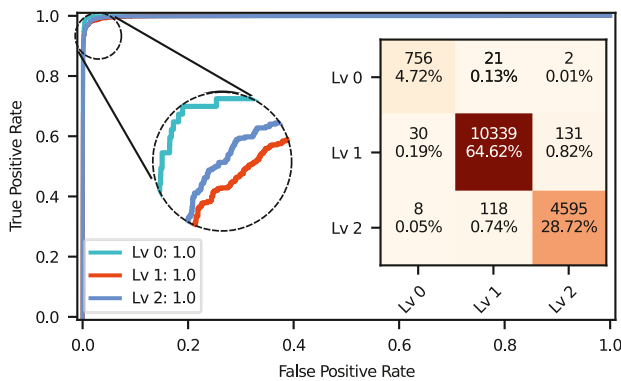 1.0
0.8
0.6
0.4
0.2
0.0
True Positive Rate
0.0 0.2 0.4 0.6 0.8 1.0
False Positive Rate
Lv 0: 1.0
Lv 1: 1.0
Lv 2: 1.0
Lv 0
756 21 2
4.72% 0.13% 0.01%
Lv 1
30 10339 131
0.19% 64.62% 0.82%
Lv 2
8 118 4595
0.05% 0.74% 28.72%
Lv 0 Lv 1 Lv 2